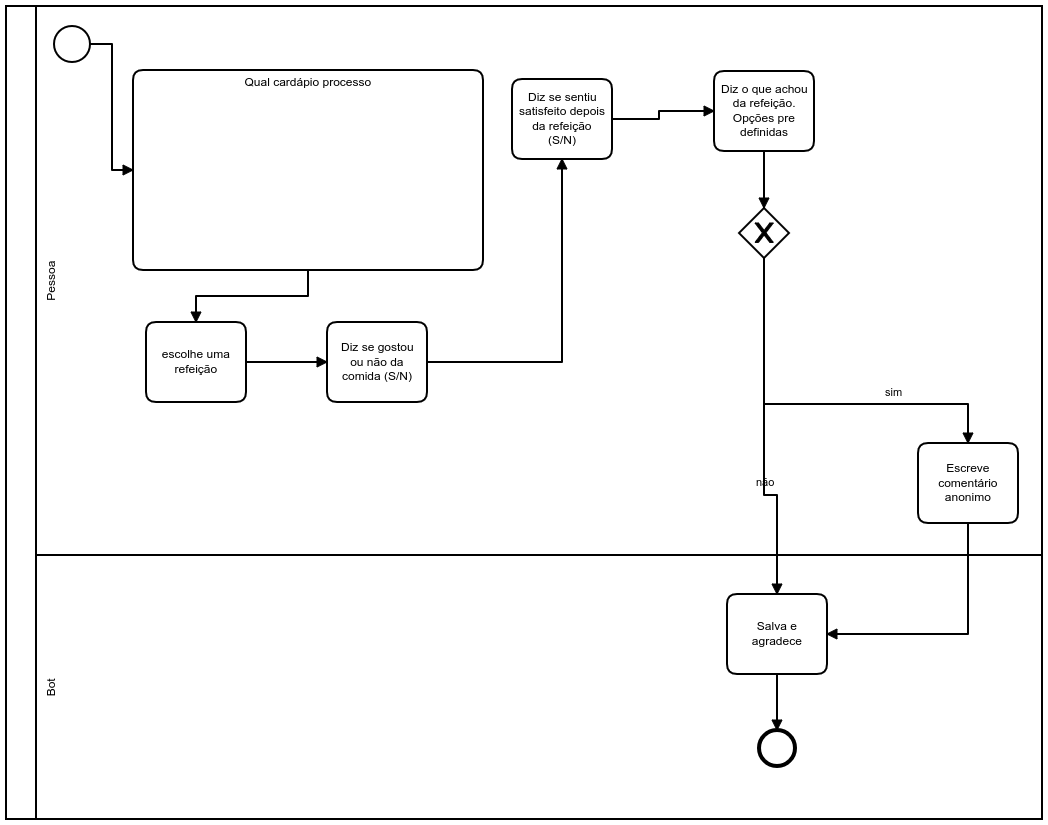 Qual cardápio processo
Diz se sentiu
satisfeito depois
da refeição
(S/N)
Diz o que achou
da refeição.
Opções pre
definidas
Pessoa
escolhe uma
refeição
Diz se gostou
ou não da
comida (S/N)
sim
não
Escreve
comentário
anonimo
Bot
Salva e
agradece